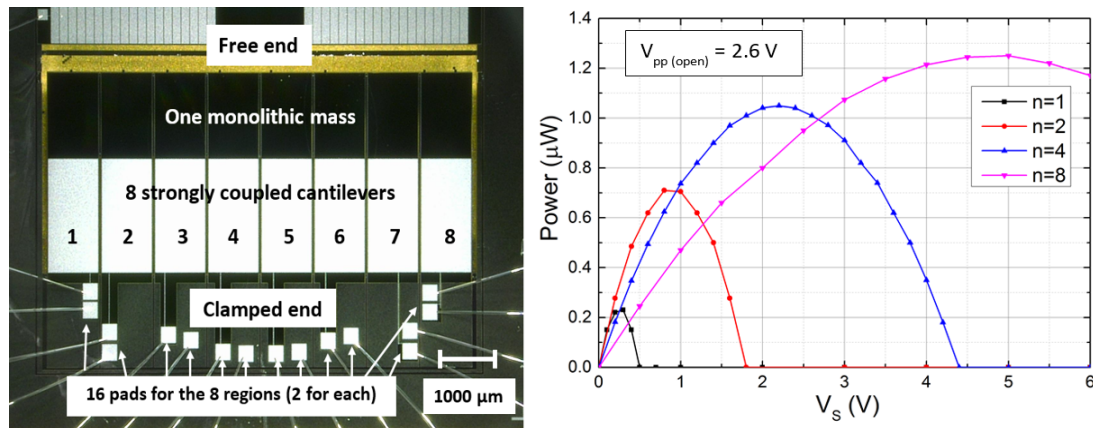 Free end
One monolithic mass
8 strongly coupled cantilevers
1 2 3 4 5 6 7 8
Clamped end
16 pads for the 8 regions (2 for each)
1000 μm
Vpp (open) = 2.6 V
n=1
n=2
n=4
n=8
Power (μW)
1.4
1.2
1.0
0.8
0.6
0.4
0.2
0.0
0 1 2 3 4 5 6
VS (V)